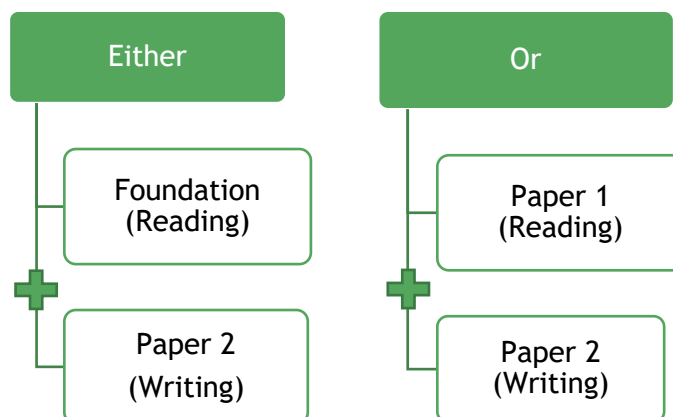 Either
Foundation
(Reading)
Paper 2
(Writing)
Or
Paper 1
(Reading)
Paper 2
(Writing)